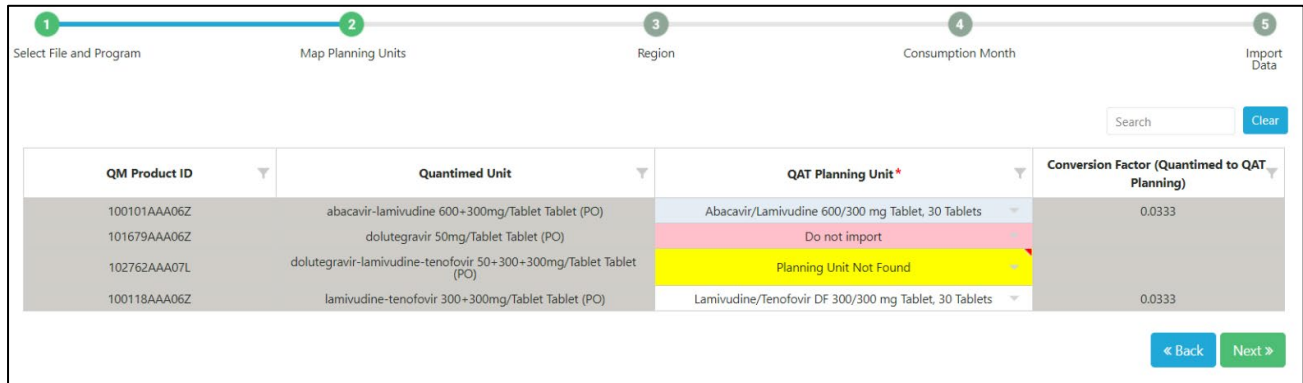 1 2 3 4 5
Select File and Program Map Planning Units Region Consumption Month Import
Data
Search Clear
QM Product ID Quantimed Unit QAT Planning Unit* Conversion Factor (Quantimed to QAT
Planning)
100101AAA06Z abacavir-lamivudine 600+300mg/Tablet Tablet (PO) Abacavir/Lamivudine 600/300 mg Tablet, 30 Tablets 0.0333
101679AAA06Z dolutegravir 50mg/Tablet Tablet (PO) Do not import
102762AAA07L dolutegravir-lamivudine-tenofovir 50+300+300mg/Tablet Tablet
(PO) Planning Unit Not Found
100118AAA06Z lamivudine-tenofovir 300+300mg/Tablet Tablet (PO) Lamivudine/Tenofovir DF 300/300 mg Tablet, 30 Tablets 0.0333
« Back Next »